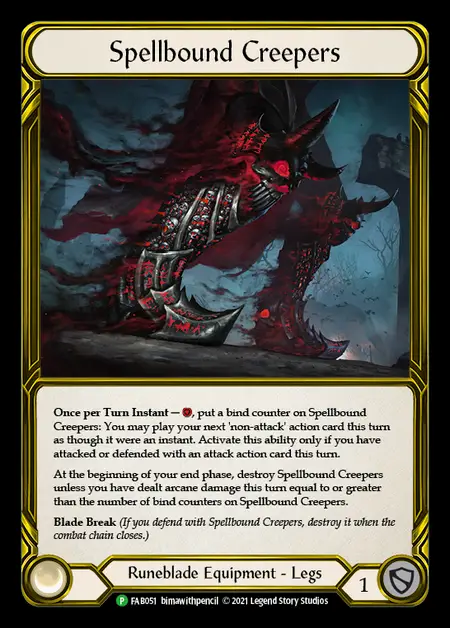 Spellbound Creepers
Once per Turn Instant — , put a bind counter on Spellbound
Creepers: You may play your next 'non-attack' action card this turn
as though it were an instant. Activate this ability only if you have
attacked or defended with an attack action card this turn.
At the beginning of your end phase, destroy Spellbound Creepers
unless you have dealt arcane damage this turn equal to or greater
than the number of bind counters on Spellbound Creepers.
Blade Break (If you defend with Spellbound Creepers, destroy it when the
combat chain closes.)
Runeblade Equipment - Legs
1
P FAB051 bimawithpencil © 2021 Legend Story Studios